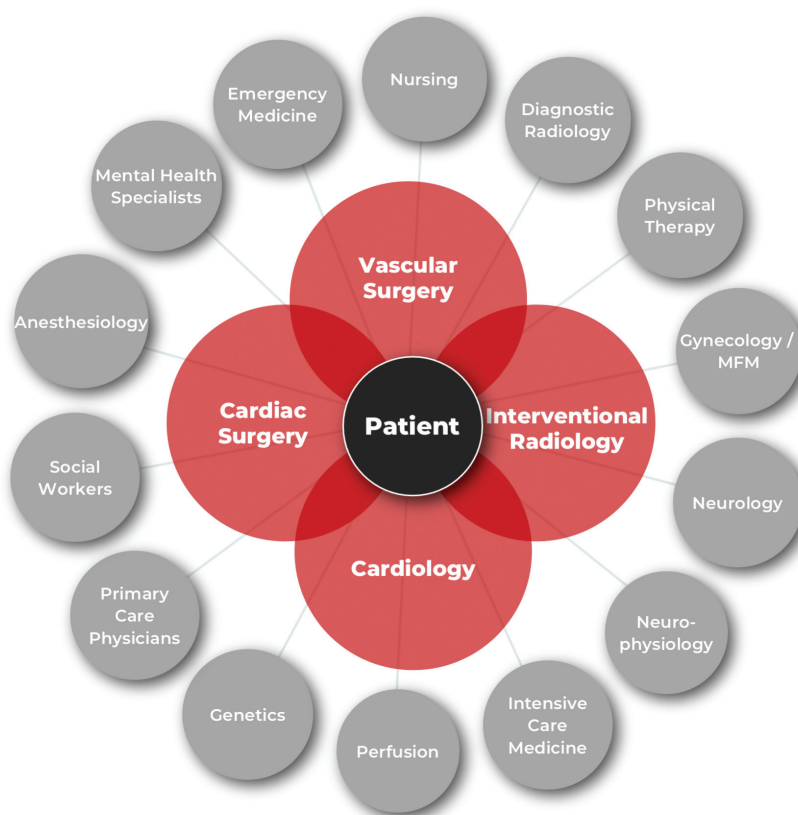 Nursing
Emergency
Medicine
Diagnostic
Radiology
Mental Health
Specialists
Physical
Therapy
Vascular
Surgery
Anesthesiology
Gynecology /
MFM
Cardiac
Surgery
Patient
Interventional
Radiology
Social
Workers
Neurology
Cardiology
Primary
Care
Physicians
Neuro-
physiology
Genetics
Intensive
Care
Medicine
Perfusion